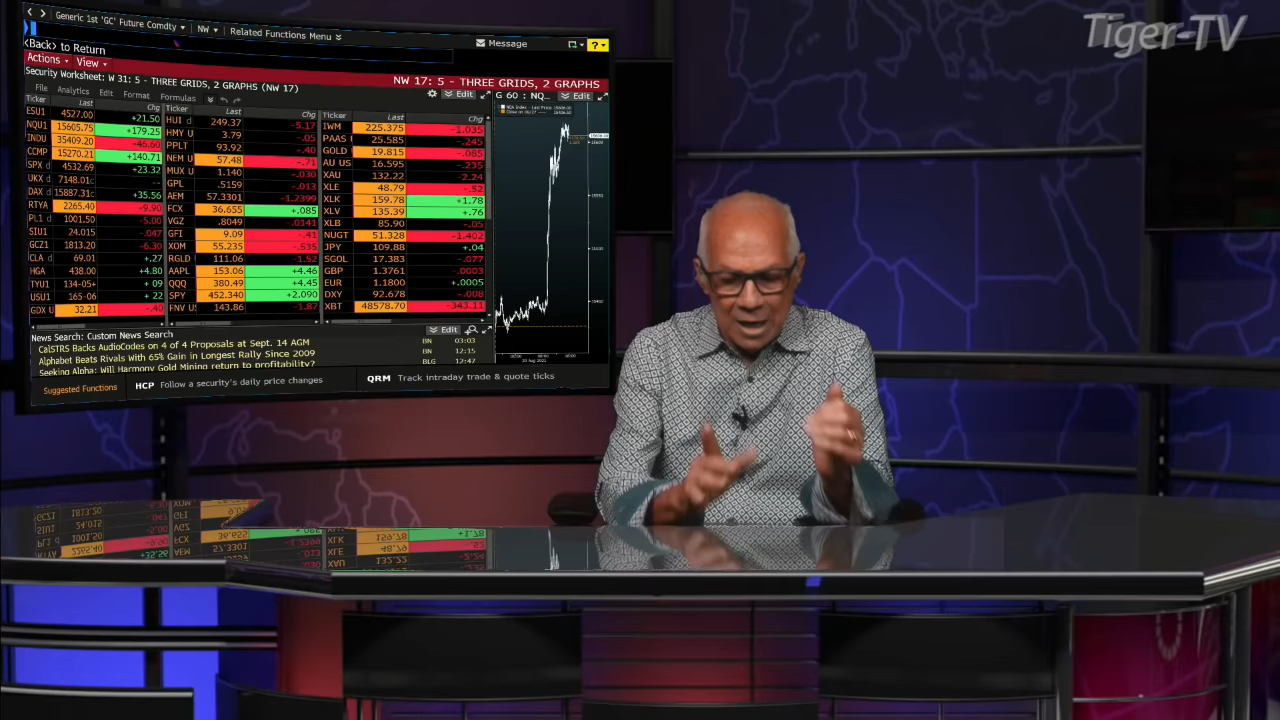 Tiger-TV
Generic 1st 'GC' Future Comdty NW Related Functions Menu
Message
?
<Back> to Return
Actions View
NW 17: 5 - THREE GRIDS, 2 GRAPHS
Security Worksheet: W 31: 5 - THREE GRIDS, 2 GRAPHS (NW 17)
File Analytics Edit Format Formulas
Edit
G 60 : NQ... Edit
Ticker Last Chg
ESU1 4527.00 +21.50
NQU1 15605.75 +179.25
INDU 35409.20 -46.60
CCMP 15270.21 +140.71
SPX d 4532.69 +23.32
UKX d 7148.01c --
DAX d 15887.31c +35.56
RTYA 2265.40 -9.90
PL1 d 1001.50 -5.00
SIU1 24.015 -.047
GCZ1 1813.20 -6.30
CLA d 69.01 +.27
HGA 438.00 +4.80
TYU1 134-05+ + 09
USU1 165-06 + 22
GDX U 32.21 -.40
Ticker Last Chg
HUI d 249.37 -5.17
HMY U 3.79 -.05
PPLT 93.92 -.40
NEM U 57.48 -.71
MUX U 1.140 -.030
GPL .5159 -.013
AEM 57.3301 -1.2399
FCX 36.655 +.085
VGZ .8049 -.0141
GFI 9.09 -.41
XOM 55.235 -.535
RGLD 111.06 -1.52
AAPL 153.06 +4.46
QQQ 380.49 +4.45
SPY 452.340 +2.090
FNV US 143.86 -1.87
Ticker Last Chg
IWM 225.375 -1.035
PAAS 25.585 -.245
GOLD 19.815 -.085
AU US 16.595 -.235
XAU 132.22 -2.24
XLE 48.79 -.52
XLK 159.78 +1.78
XLV 135.39 +.76
XLB 85.90 -.05
NUGT 51.328 -1.402
JPY 109.88 +.04
SGOL 17.383 -.077
GBP 1.3761 -.0003
EUR 1.1800 +.0005
DXY 92.678 -.008
XBT 48578.70 -343.11
Edit
News Search: Custom News Search
CalSTRS Backs AudioCodes on 4 of 4 Proposals at Sept. 14 AGM BN 03:03
Alphabet Beats Rivals With 65% Gain in Longest Rally Since 2009 BN 12:15
Seeking Alpha: Will Harmony Gold Mining return to profitability? BLG 12:47
Suggested Functions HCP Follow a security's daily price changes QRM Track intraday trade & quote ticks